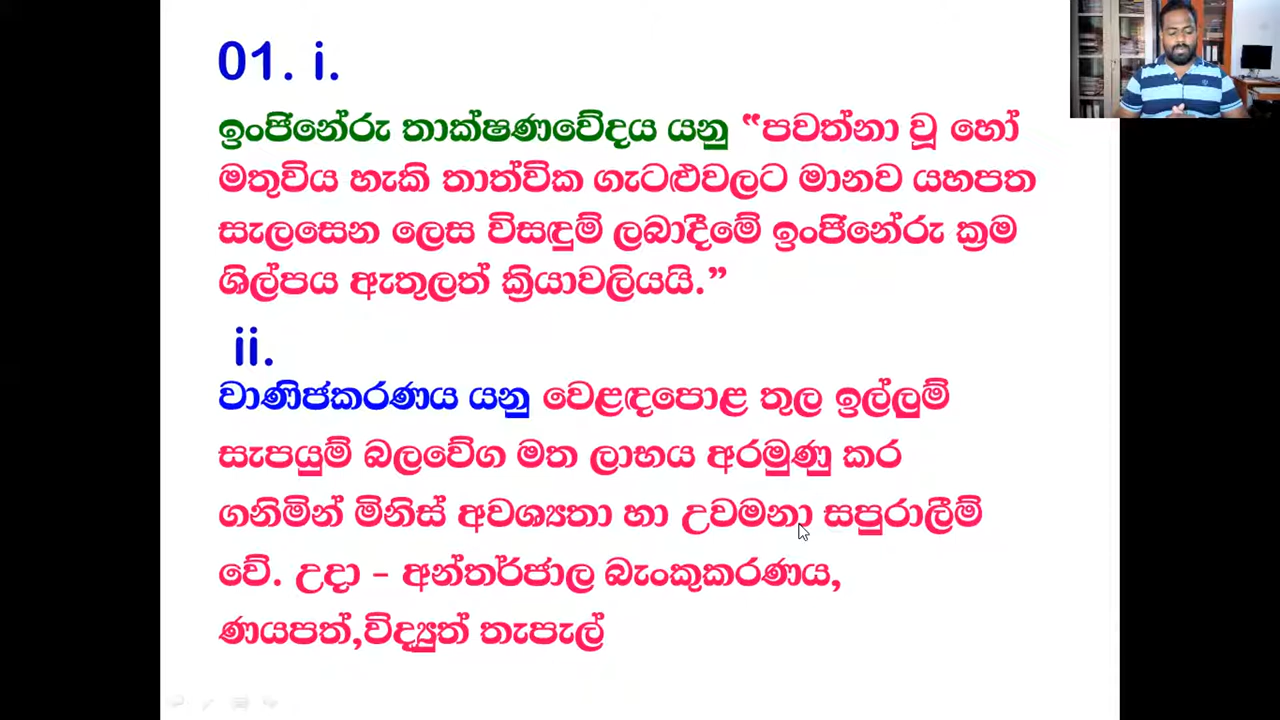 01. i.
ඉංජිනේරු තාක්ෂණවේදය යනු “පවත්නා වූ හෝ
මතුවිය හැකි තාත්වික ගැටළුවලට මානව යහපත
සැලසෙන ලෙස විසඳුම් ලබාදීමේ ඉංජිනේරු ක්‍රම
ශිල්පය ඇතුලත් ක්‍රියාවලියයි.”
ii.
වාණිජකරණය යනු වෙළඳපොළ තුල ඉල්ලුම්
සැපයුම් බලවේග මත ලාභය අරමුණු කර
ගනිමින් මිනිස් අවශ්‍යතා හා උවමනා සපුරාලීම්
වේ. උදා - අන්තර්ජාල බැංකුකරණය,
ණයපත්,විද්‍යුත් තැපැල්